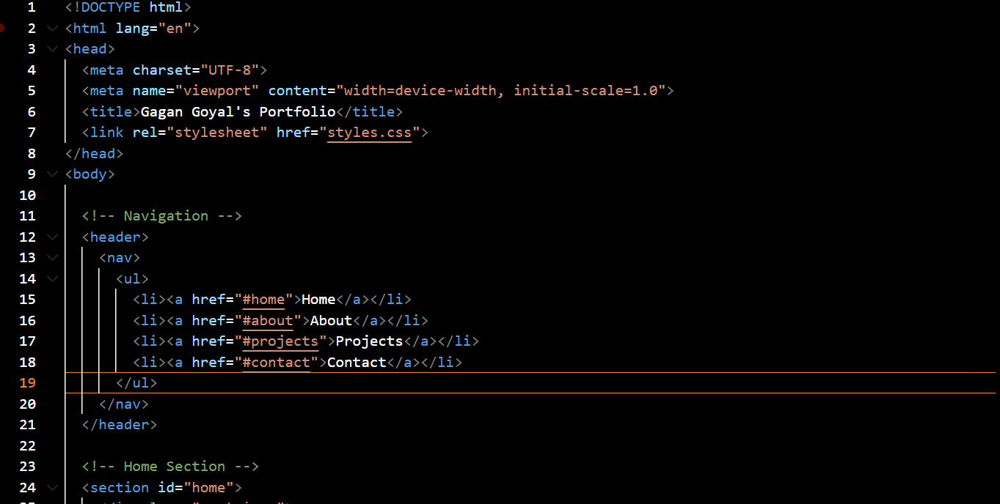 1 <!DOCTYPE html>
2 <html lang="en">
3 <head>
4   <meta charset="UTF-8">
5   <meta name="viewport" content="width=device-width, initial-scale=1.0">
6   <title>Gagan Goyal's Portfolio</title>
7   <link rel="stylesheet" href="styles.css">
8 </head>
9 <body>
10
11   <!-- Navigation -->
12   <header>
13     <nav>
14       <ul>
15         <li><a href="#home">Home</a></li>
16         <li><a href="#about">About</a></li>
17         <li><a href="#projects">Projects</a></li>
18         <li><a href="#contact">Contact</a></li>
19       </ul>
20     </nav>
21   </header>
22
23   <!-- Home Section -->
24   <section id="home">